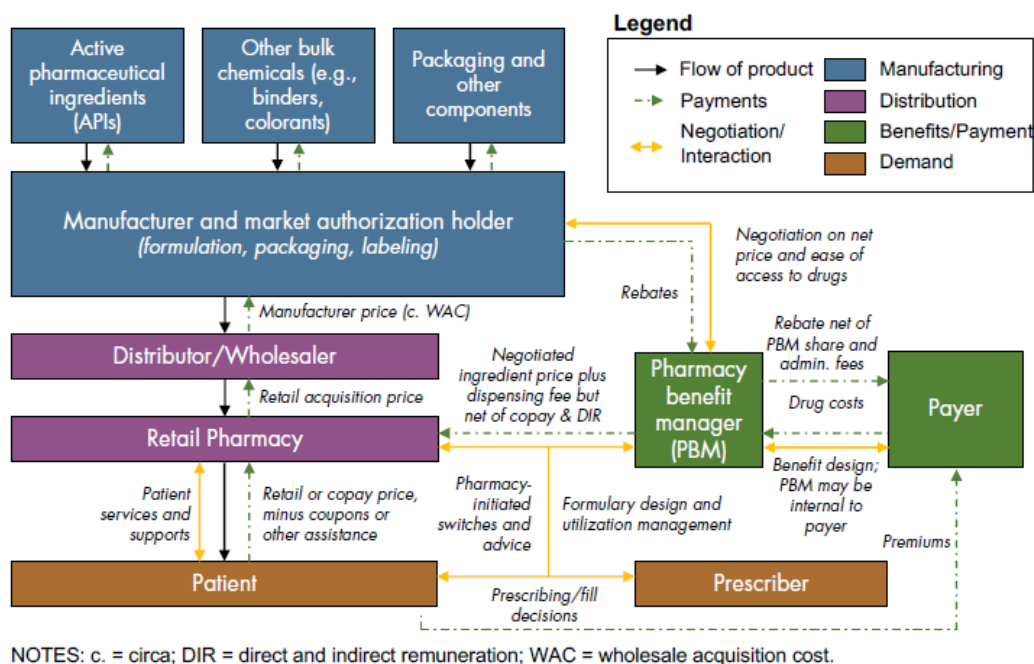 Legend
Active
pharmaceutical
ingredients
(APIs)
Other bulk
chemicals (e.g.,
binders,
colorants)
Packaging and
other
components
Flow of product
Payments
Negotiation/
Interaction
Manufacturing
Distribution
Benefits/Payment
Demand
Manufacturer and market authorization holder
(formulation, packaging, labeling)
Negotiation on net
price and ease of
access to drugs
Rebates
Manufacturer price (c. WAC)
Distributor/Wholesaler
Retail acquisition price
Retail Pharmacy
Negotiated
ingredient price plus
dispensing fee but
net of copay & DIR
Pharmacy
benefit
manager
(PBM)
Rebate net of
PBM share and
admin. fees
Drug costs
Payer
Benefit design;
PBM may be
internal to
payer
Patient
services and
supports
Retail or copay price,
minus coupons or
other assistance
Pharmacy-
initiated
switches and
advice
Formulary design and
utilization management
Premiums
Patient
Prescribing/fill
decisions
Prescriber
NOTES: c. = circa; DIR = direct and indirect remuneration; WAC = wholesale acquisition cost.